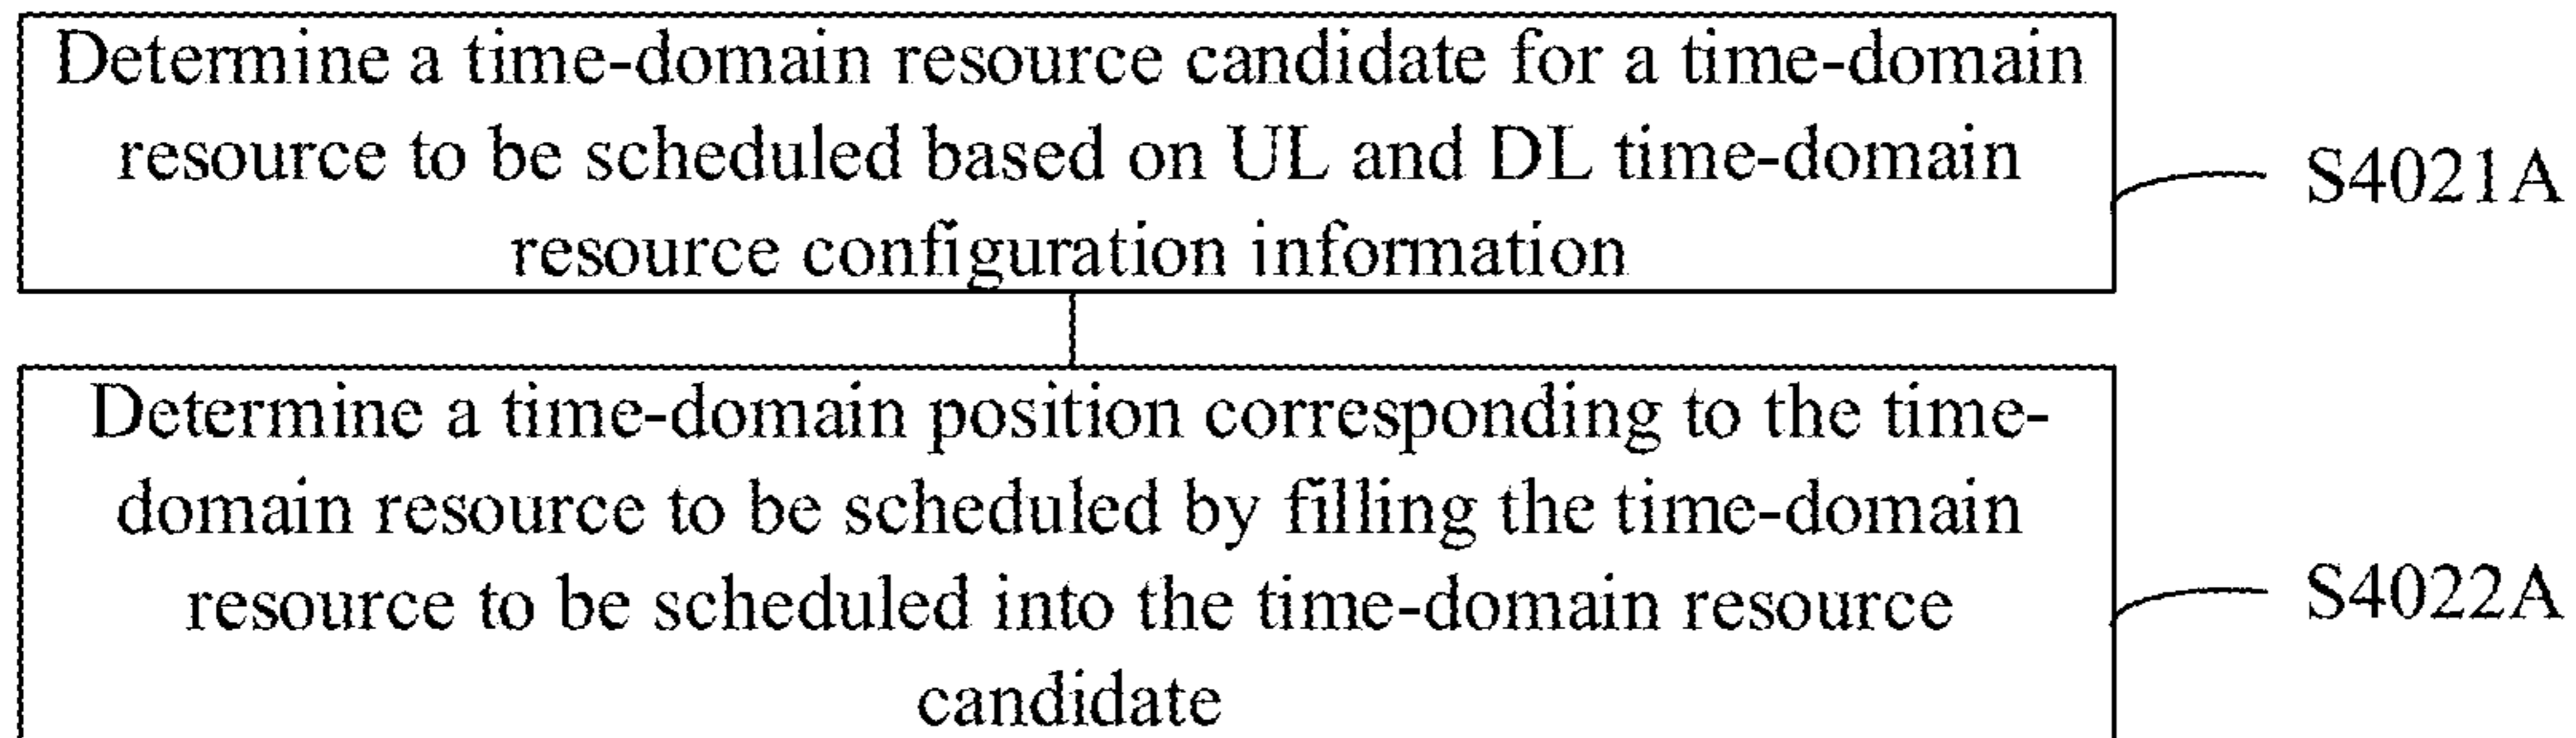 Determine a time-domain resource candidate for a time-domain
resource to be scheduled based on UL and DL time-domain
resource configuration information
S4021A
Determine a time-domain position corresponding to the time-
domain resource to be scheduled by filling the time-domain
resource to be scheduled into the time-domain resource
candidate
S4022A